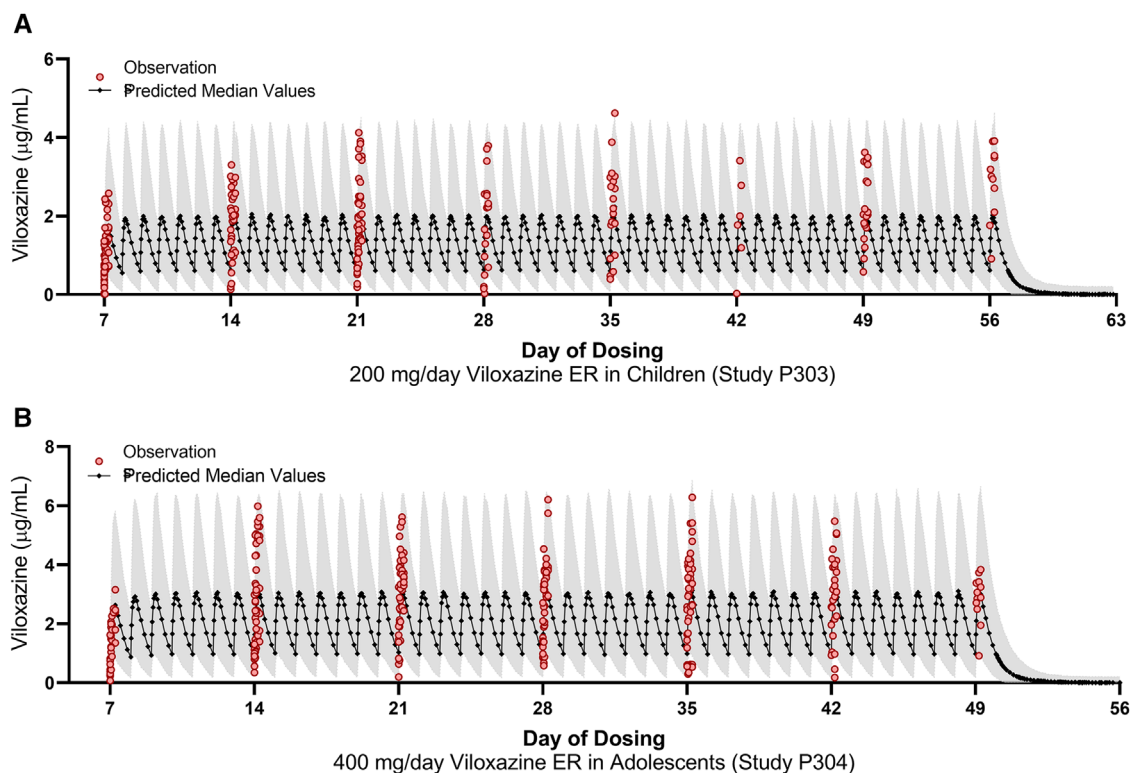 A
6
4
2
0
Viloxazine (μg/mL)
Observation
Predicted Median Values
7 14 21 28 35 42 49 56 63
Day of Dosing
200 mg/day Viloxazine ER in Children (Study P303)
B
8
6
4
2
0
Viloxazine (μg/mL)
Observation
Predicted Median Values
7 14 21 28 35 42 49 56
Day of Dosing
400 mg/day Viloxazine ER in Adolescents (Study P304)